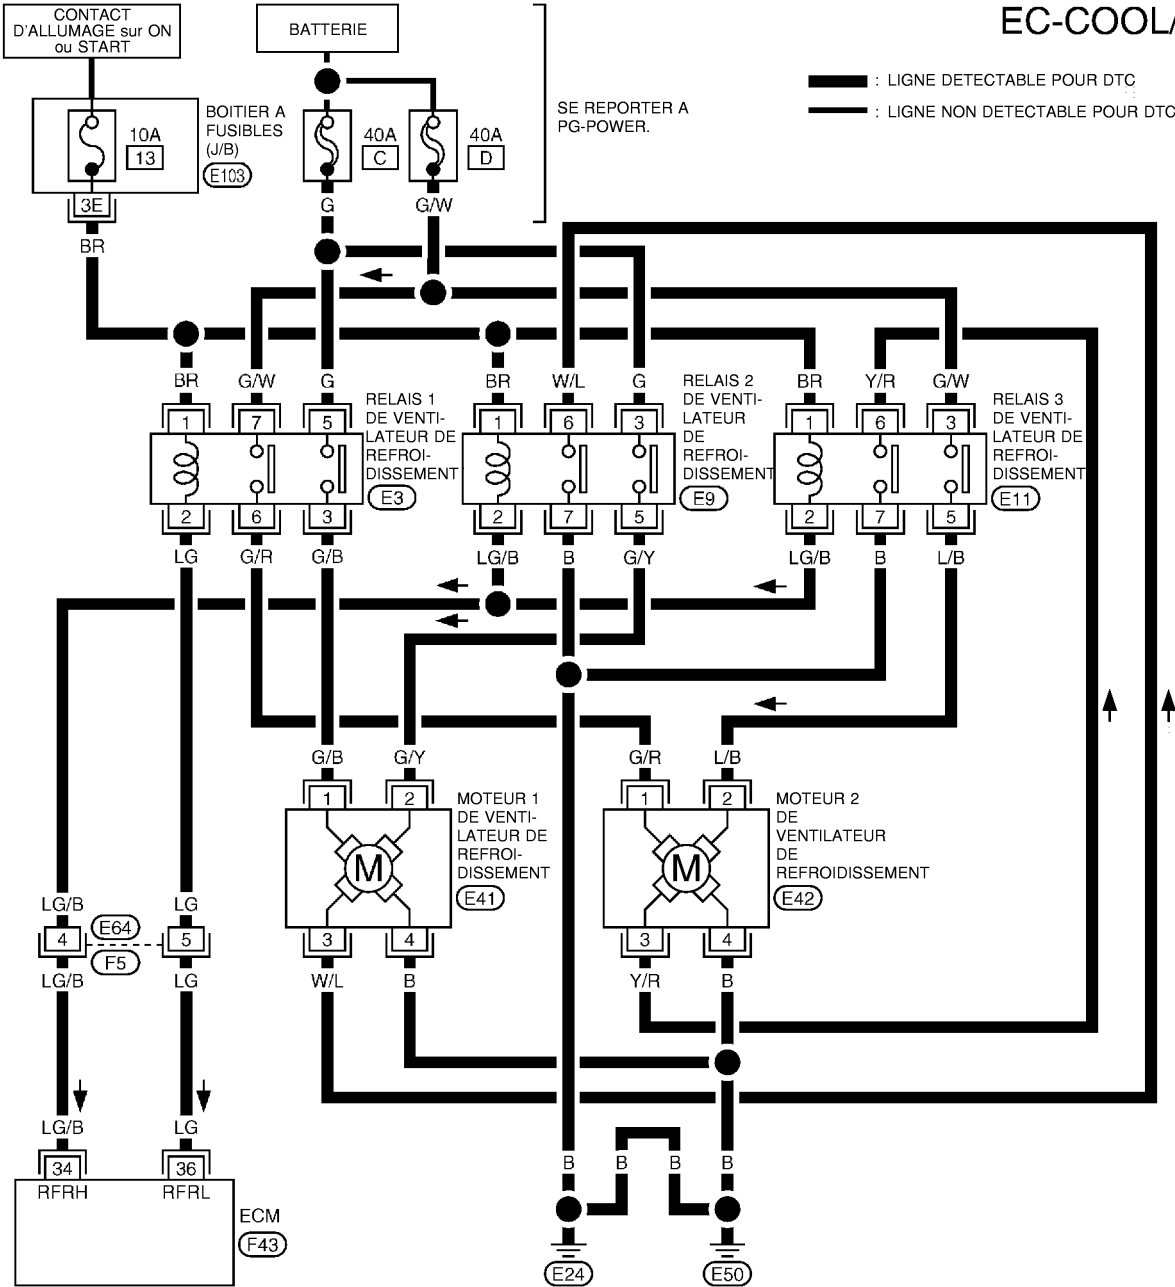 EC-COOL/
CONTACT
D'ALLUMAGE sur ON
ou START
BATTERIE
SE REPORTER A
PG-POWER.
: LIGNE DETECTABLE POUR DTC
: LIGNE NON DETECTABLE POUR DTC
10A
13
BOITIER A
FUSIBLES
(J/B)
E103
40A
C
40A
D
3E
G
G/W
BR
BR
G/W
G
BR
W/L
G
BR
Y/R
G/W
1
7
5
1
6
3
1
6
3
RELAIS 1
DE VENTI-
LATEUR DE
REFROI-
DISSEMENT
E3
RELAIS 2
DE VENTI-
LATEUR
DE
REFROI-
DISSEMENT
E9
RELAIS 3
DE VENTI-
LATEUR DE
REFROI-
DISSEMENT
E11
2
6
3
2
7
5
2
7
5
LG
G/R
G/B
LG/B
B
G/Y
LG/B
B
L/B
G/B
G/Y
G/R
L/B
1
2
1
2
M
M
MOTEUR 1
DE VENTI-
LATEUR DE
REFROI-
DISSEMENT
E41
MOTEUR 2
DE
VENTILATEUR
DE
REFROIDISSEMENT
E42
3
4
3
4
W/L
B
Y/R
B
LG/B
LG
4
E64
F5
5
LG/B
LG
LG/B
LG
34
36
RFRH
RFRL
ECM
F43
B
B
B
B
E24
E50